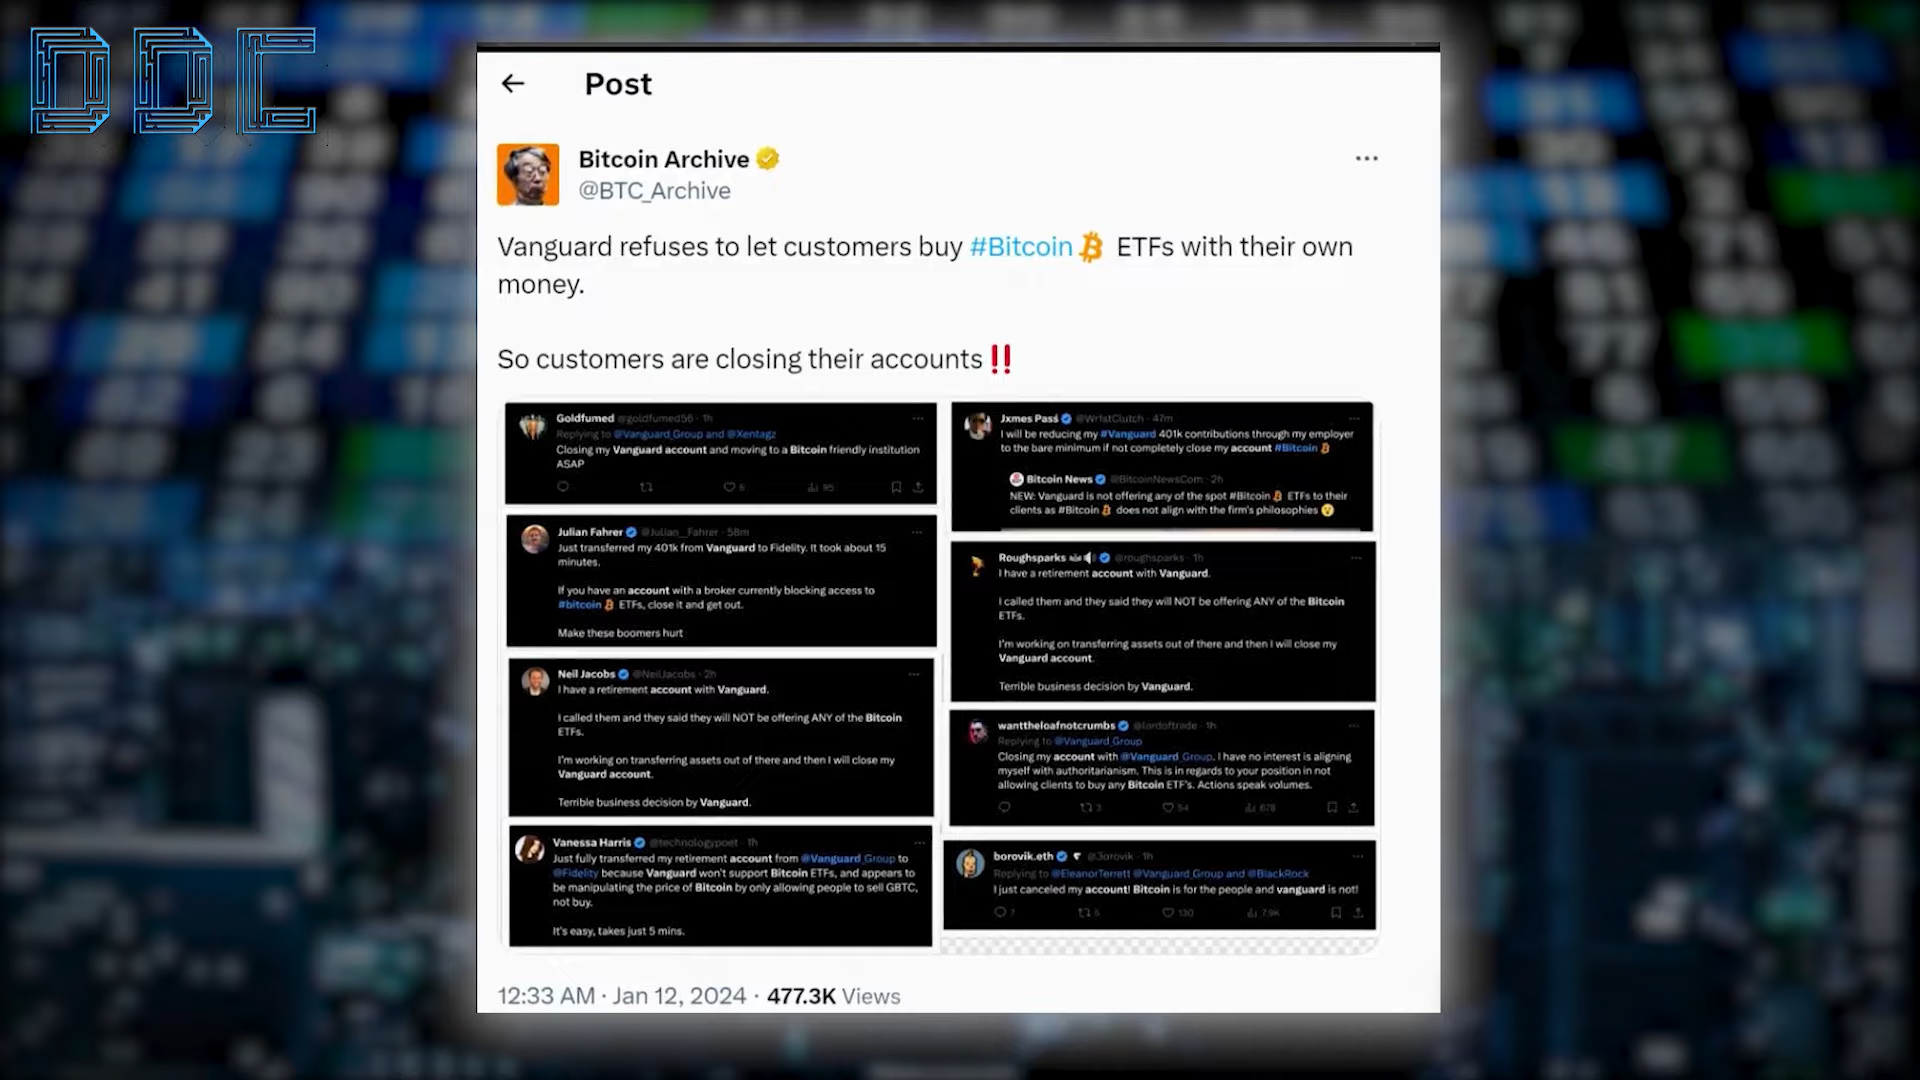 DDC
Post
Bitcoin Archive
@BTC_Archive
Vanguard refuses to let customers buy #Bitcoin ETFs with their own
money.
So customers are closing their accounts‼️
Goldfumed @goldfumed56 · 1h
Replying to @Vanguard_Group and @Xentagz
Closing my Vanguard account and moving to a Bitcoin friendly institution
ASAP
6 95
Julian Fahrer @Julian__Fahrer · 58m
Just transferred my 401k from Vanguard to Fidelity. It took about 15
minutes.
If you have an account with a broker currently blocking access to
#bitcoin ETFs, close it and get out.
Make these boomers hurt
Neil Jacobs @NeilJacobs · 2h
I have a retirement account with Vanguard.
I called them and they said they will NOT be offering ANY of the Bitcoin
ETFs.
I'm working on transferring assets out of there and then I will close my
Vanguard account.
Terrible business decision by Vanguard.
Vanessa Harris @technologypoet · 1h
Just fully transferred my retirement account from @Vanguard_Group to
@Fidelity because Vanguard won't support Bitcoin ETFs, and appears to
be manipulating the price of Bitcoin by only allowing people to sell GBTC,
not buy.
It's easy, takes just 5 mins.
Jxmes Pass @Wr1stClutch · 47m
I will be reducing my #Vanguard 401k contributions through my employer
to the bare minimum if not completely close my account #Bitcoin
Bitcoin News @BitcoinNewsCom · 2h
NEW: Vanguard is not offering any of the spot #Bitcoin ETFs to their
clients as #Bitcoin does not align with the firm's philosophies
Roughsparks @roughsparks · 1h
I have a retirement account with Vanguard.
I called them and they said they will NOT be offering ANY of the Bitcoin
ETFs.
I'm working on transferring assets out of there and then I will close my
Vanguard account.
Terrible business decision by Vanguard.
wanttheloafnotcrumbs @lordoftrade · 1h
Replying to @Vanguard_Group
Closing my account with @Vanguard_Group. I have no interest is aligning
myself with authoritarianism. This is in regards to your position in not
allowing clients to buy any Bitcoin ETF's. Actions speak volumes.
3 54 678
borovik.eth @3orovik · 1h
Replying to @EleanorTerrett @Vanguard_Group and @BlackRock
I just canceled my account! Bitcoin is for the people and vanguard is not!
7 5 130 7.9K
12:33 AM · Jan 12, 2024 · 477.3K Views